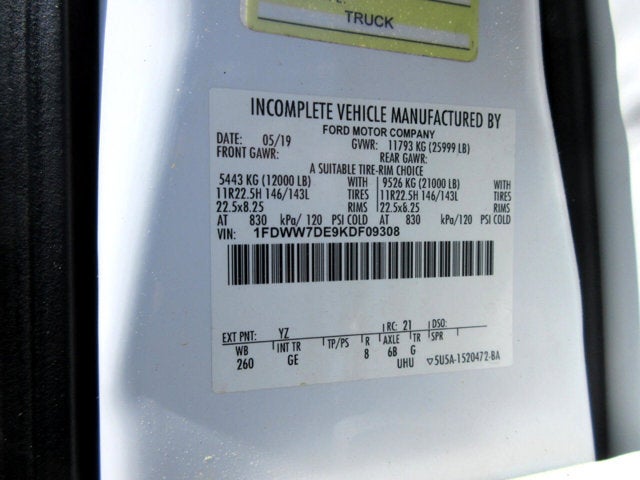 TRUCK
INCOMPLETE VEHICLE MANUFACTURED BY
FORD MOTOR COMPANY
DATE: 05/19 GVWR: 11793 KG (25999 LB)
FRONT GAWR: REAR GAWR:
A SUITABLE TIRE-RIM CHOICE
5443 KG (12000 LB) WITH 9526 KG (21000 LB) WITH
11R22.5H 146/143L TIRES 11R22.5H 146/143L TIRES
22.5x8.25 RIMS 22.5x8.25 RIMS
AT 830 kPa/ 120 PSI COLD AT 830 kPa/ 120 PSI COLD
VIN: 1FDWW7DE9KDF09308
EXT PNT: YZ RC: 21 DSO:
WB INT TR TP/PS R AXLE TR SPR
260 GE 8 6B G
UHU ▽5U5A-1520472-BA